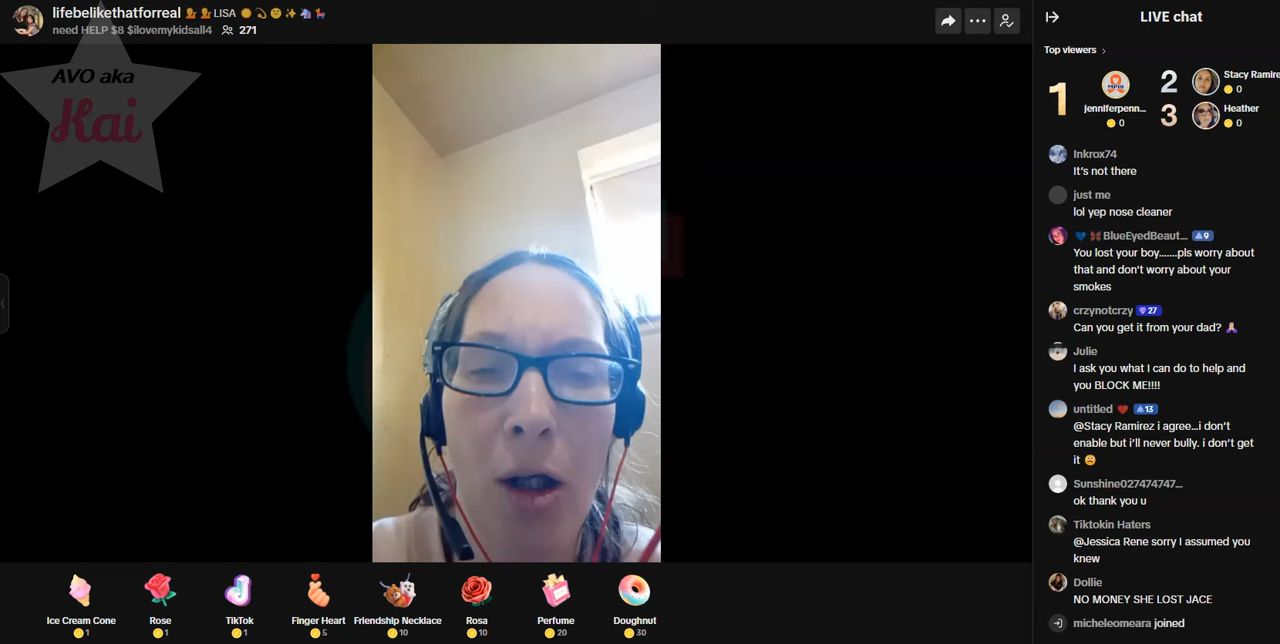 lifebelikethatforreal 💁 💁 LISA 🌞 💫 😊 ✨ 🦄 🎠
need HELP $8 $ilovemykidsall4 271
AVO aka
Kai
LIVE chat
Top viewers ›
1 jenniferpenn... 0
2 Stacy Ramire
0
3 Heather
0
Inkrox74
It's not there
just me
lol yep nose cleaner
💙 🦋 BlueEyedBeaut... 9
You lost your boy.......pls worry about
that and don't worry about your
smokes
crzynotcrzy 27
Can you get it from your dad? 🙏
Julie
I ask you what I can do to help and
you BLOCK ME!!!!
untitled ❤️ 13
@Stacy Ramirez i agree...i don't
enable but i'll never bully. i don't get
it 😩
Sunshine027474747...
ok thank you u
Tiktokin Haters
@Jessica Rene sorry I assumed you
knew
Dollie
NO MONEY SHE LOST JACE
micheleomeara joined
Ice Cream Cone
1
Rose
1
TikTok
1
Finger Heart
5
Friendship Necklace
10
Rosa
10
Perfume
20
Doughnut
30